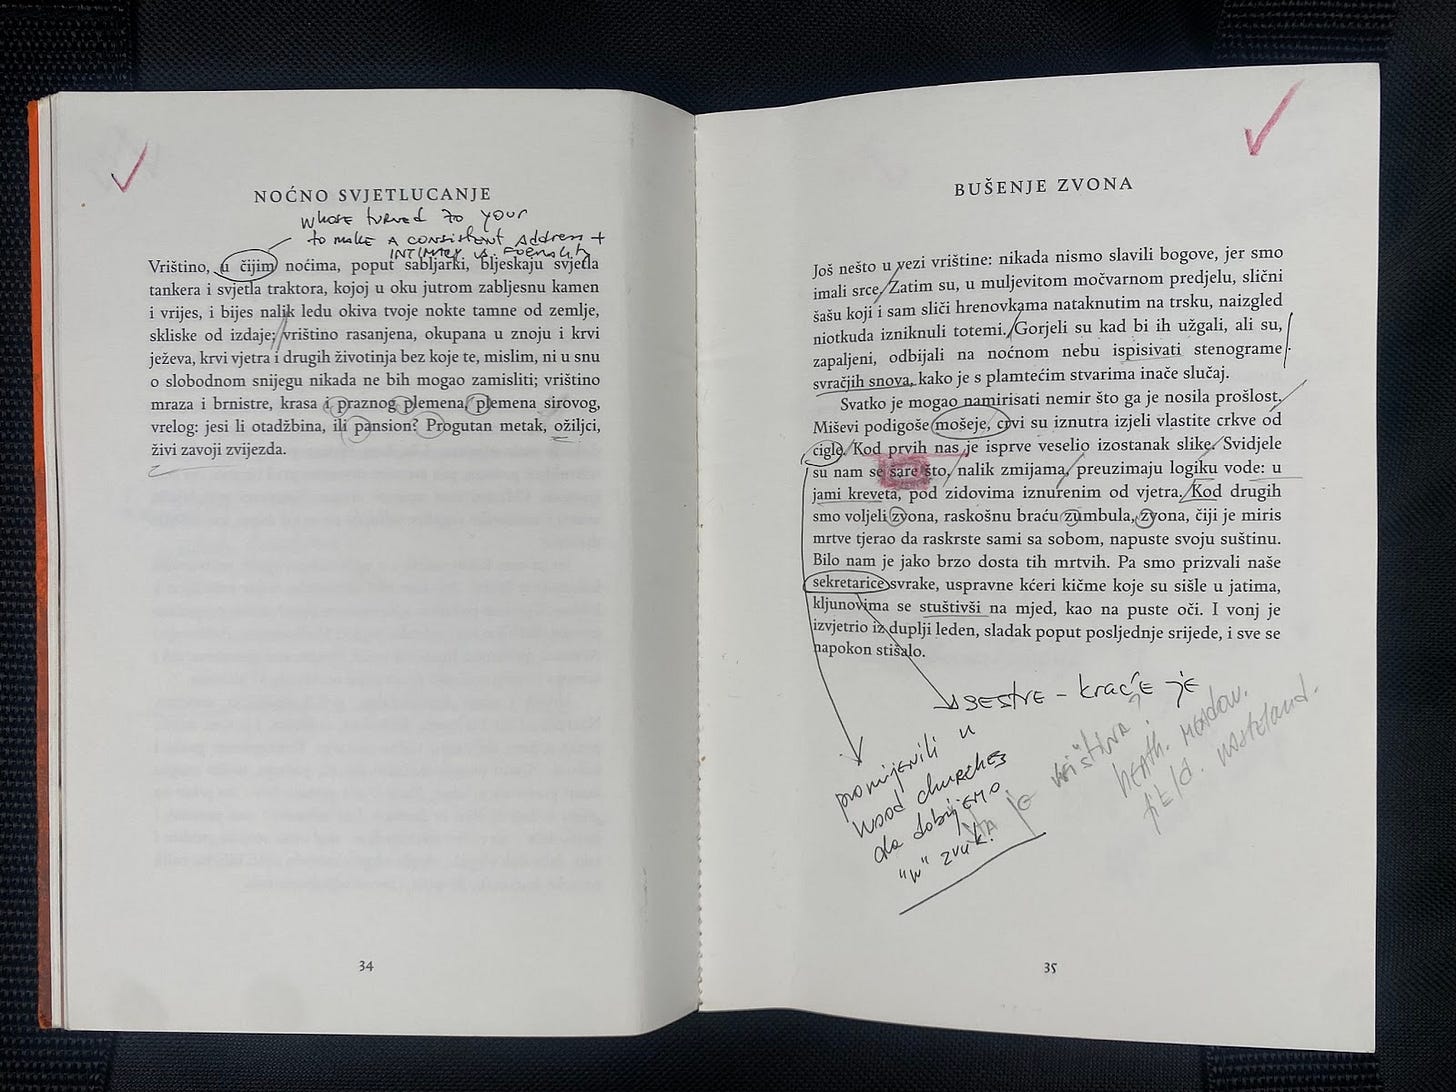 NOĆNO SVJETLUCANJE
WHOSE turned to your
to make A consistent Address +
INTIMACY vs. FORMALITY
Vrištino, u čijim noćima, poput sabljarki, bljeskaju svjetla
tankera i svjetla traktora, kojoj u oku jutrom zabljesnu kamen
i vrijes, i bijes nalik ledu okiva tvoje nokte tamne od zemlje,
skliske od izdaje; vrištino rasanjena, okupana u znoju i krvi
ježeva, krvi vjetra i drugih životinja bez koje te, mislim, ni u snu
o slobodnom snijegu nikada ne bih mogao zamisliti; vrištino
mraza i brnistre, krasa i praznog plemena, plemena sirovog,
vrelog: jesi li otadžbina, ili pansion? Progutan metak, ožiljci,
živi zavoji zvijezda.
34
BUŠENJE ZVONA
Još nešto u vezi vrištine: nikada nismo slavili bogove, jer smo
imali srce. Zatim su, u muljevitom močvarnom predjelu, slični
šašu koji i sam sliči hrenovkama nataknutim na trsku, naizgled
niotkuda izniknuli totemi. Gorjeli su kad bi ih užgali, ali su,
zapaljeni, odbijali na noćnom nebu ispisivati stenograme
svračjih snova, kako je s plamtećim stvarima inače slučaj.
Svatko je mogao namirisati nemir što ga je nosila prošlost.
Miševi podigoše mošeje, crvi su iznutra izjeli vlastite crkve od
cigle. Kod prvih nas je isprve veselio izostanak slike. Svidjele
su nam se šare što, nalik zmijama, preuzimaju logiku vode: u
jami kreveta, pod zidovima iznurenim od vjetra. Kod drugih
smo voljeli zvona, raskošnu braću zumbula, zvona, čiji je miris
mrtve tjerao da raskrste sami sa sobom, napuste svoju suštinu.
Bilo nam je jako brzo dosta tih mrtvih. Pa smo prizvali naše
sekretarice svrake, uspravne kćeri kičme koje su sišle u jatima,
kljunovima se stuštivši na mjed, kao na puste oči. I vonj je
izvjetrio iz duplji leden, sladak poput posljednje srijede, i sve se
napokon stišalo.
SESTRE - kraće je
promijenili u
wood churches
da dobijemo
"w" zvuk!
ŠTA JE vriština?
HEATH. MEADOW.
FIELD. WASTELAND.
35